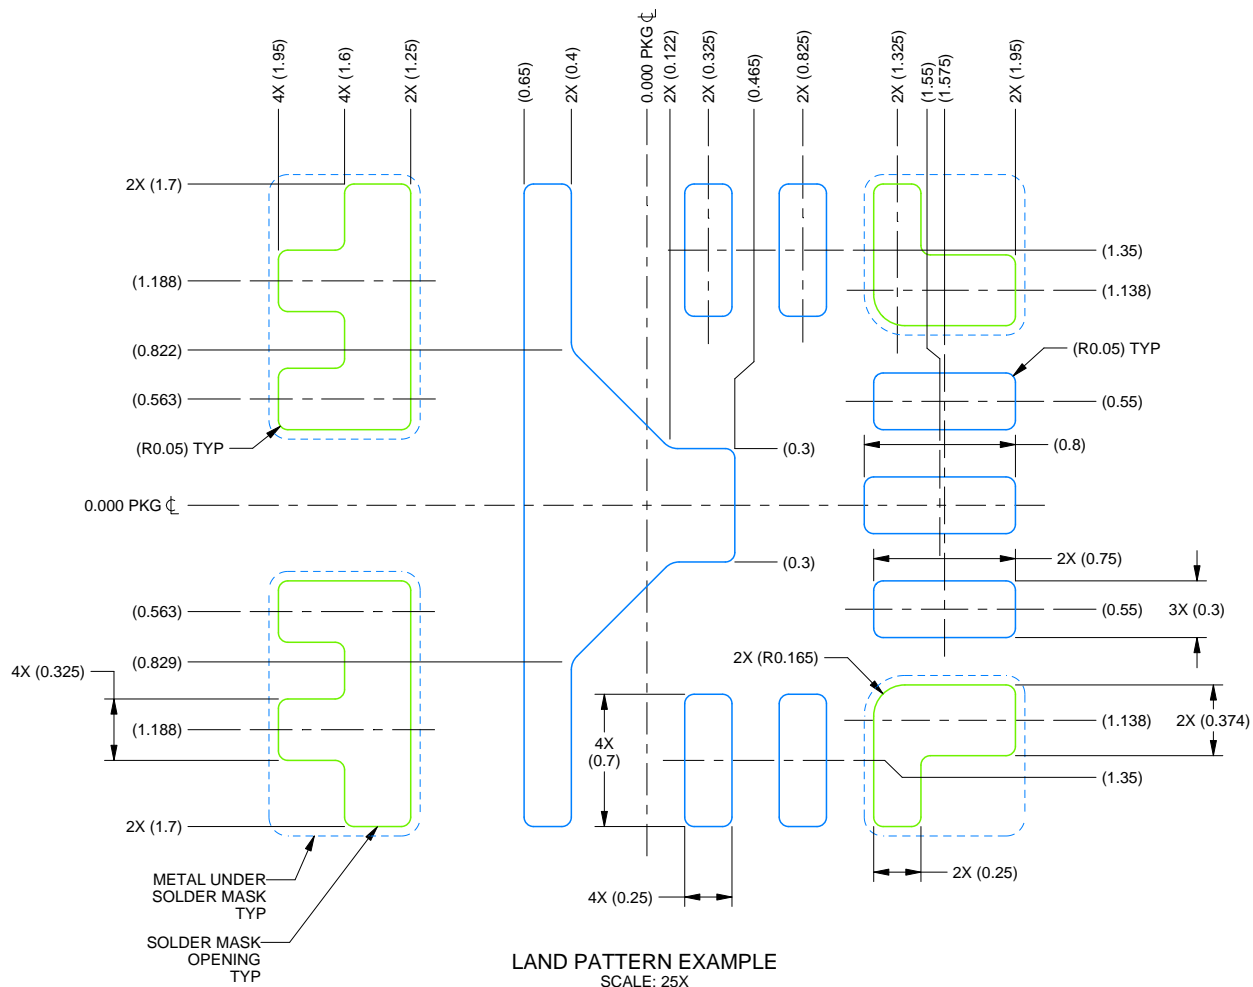 4X (1.95)
4X (1.6)
2X (1.25)
(0.65)
2X (0.4)
0.000 PKG ℄
2X (0.122)
2X (0.325)
(0.465)
2X (0.825)
2X (1.325)
(1.55)
(1.575)
2X (1.95)
2X (1.7)
(1.188)
(0.822)
(0.563)
(R0.05) TYP
0.000 PKG ℄
(0.563)
(0.829)
4X (0.325)
(1.188)
2X (1.7)
METAL UNDER
SOLDER MASK
TYP
SOLDER MASK
OPENING
TYP
(1.35)
(1.138)
(R0.05) TYP
(0.55)
(0.3)
(0.8)
(0.3)
2X (0.75)
(0.55)
3X (0.3)
2X (R0.165)
(1.138)
2X (0.374)
4X
(0.7)
(1.35)
4X (0.25)
2X (0.25)
LAND PATTERN EXAMPLE
SCALE: 25X